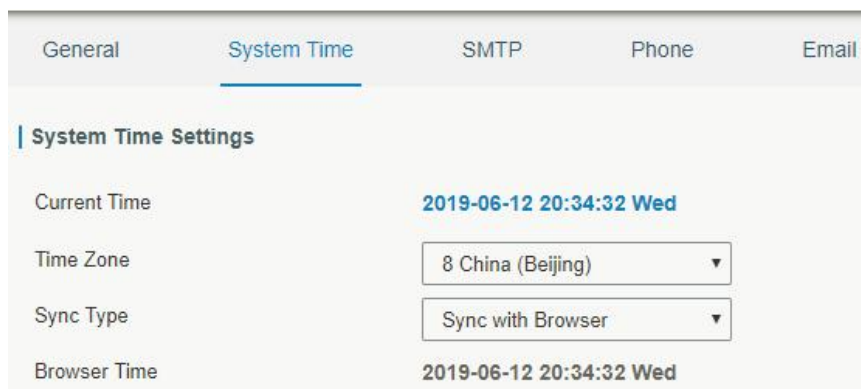 General System Time SMTP Phone Email
System Time Settings
Current Time 2019-06-12 20:34:32 Wed
Time Zone 8 China (Beijing)
Sync Type Sync with Browser
Browser Time 2019-06-12 20:34:32 Wed